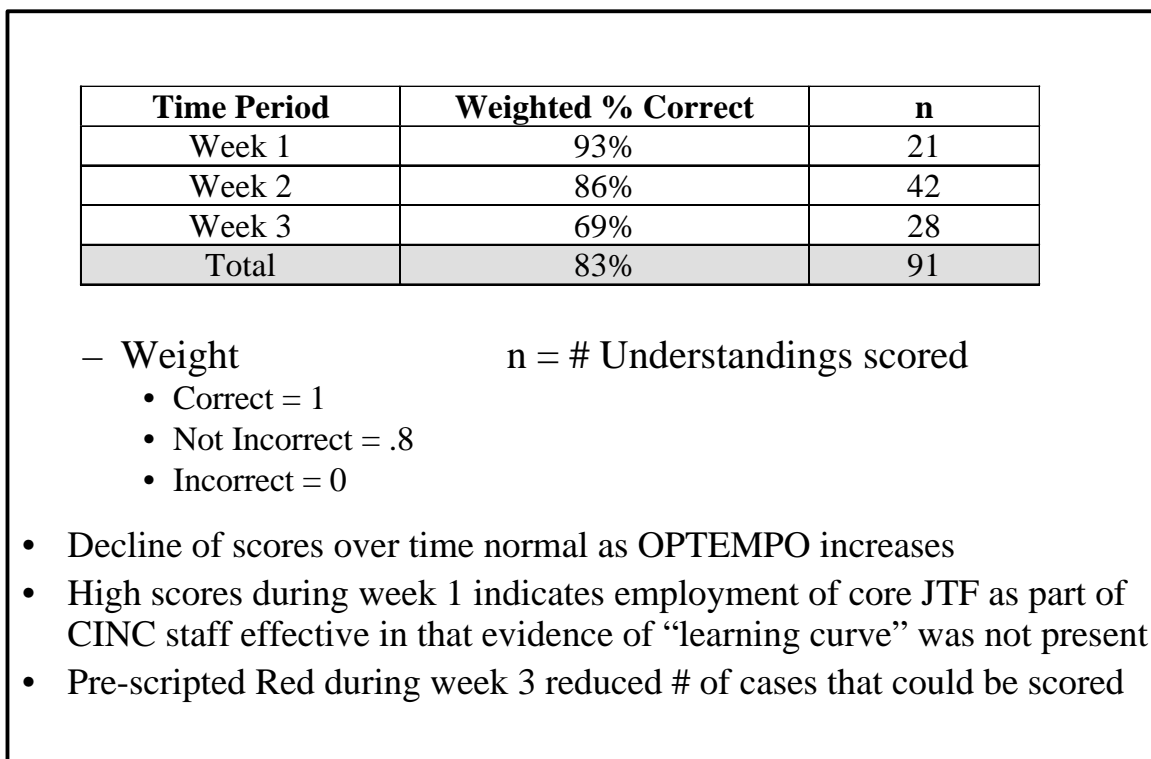 Time Period Weighted % Correct n
Week 1 93% 21
Week 2 86% 42
Week 3 69% 28
Total 83% 91
– Weight n = # Understandings scored
• Correct = 1
• Not Incorrect = .8
• Incorrect = 0
• Decline of scores over time normal as OPTEMPO increases
• High scores during week 1 indicates employment of core JTF as part of
CINC staff effective in that evidence of “learning curve” was not present
• Pre-scripted Red during week 3 reduced # of cases that could be scored